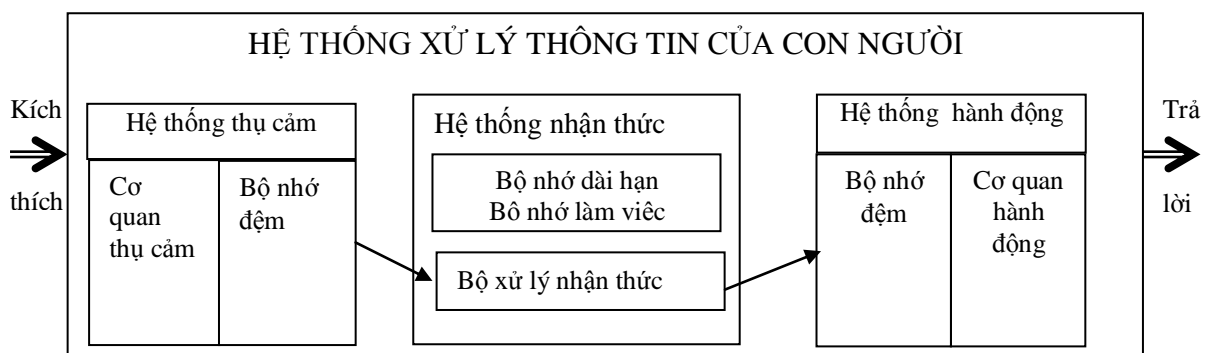 HỆ THỐNG XỬ LÝ THÔNG TIN CỦA CON NGƯỜI
Kích
thích
Hệ thống thụ cảm
Cơ
quan
thụ cảm
Bộ nhớ
đệm
Hệ thống nhận thức
Bộ nhớ dài hạn
Bô nhớ làm viêc
Bộ xử lý nhận thức
Hệ thống hành động
Bộ nhớ
đệm
Cơ quan
hành
động
Trả
lời